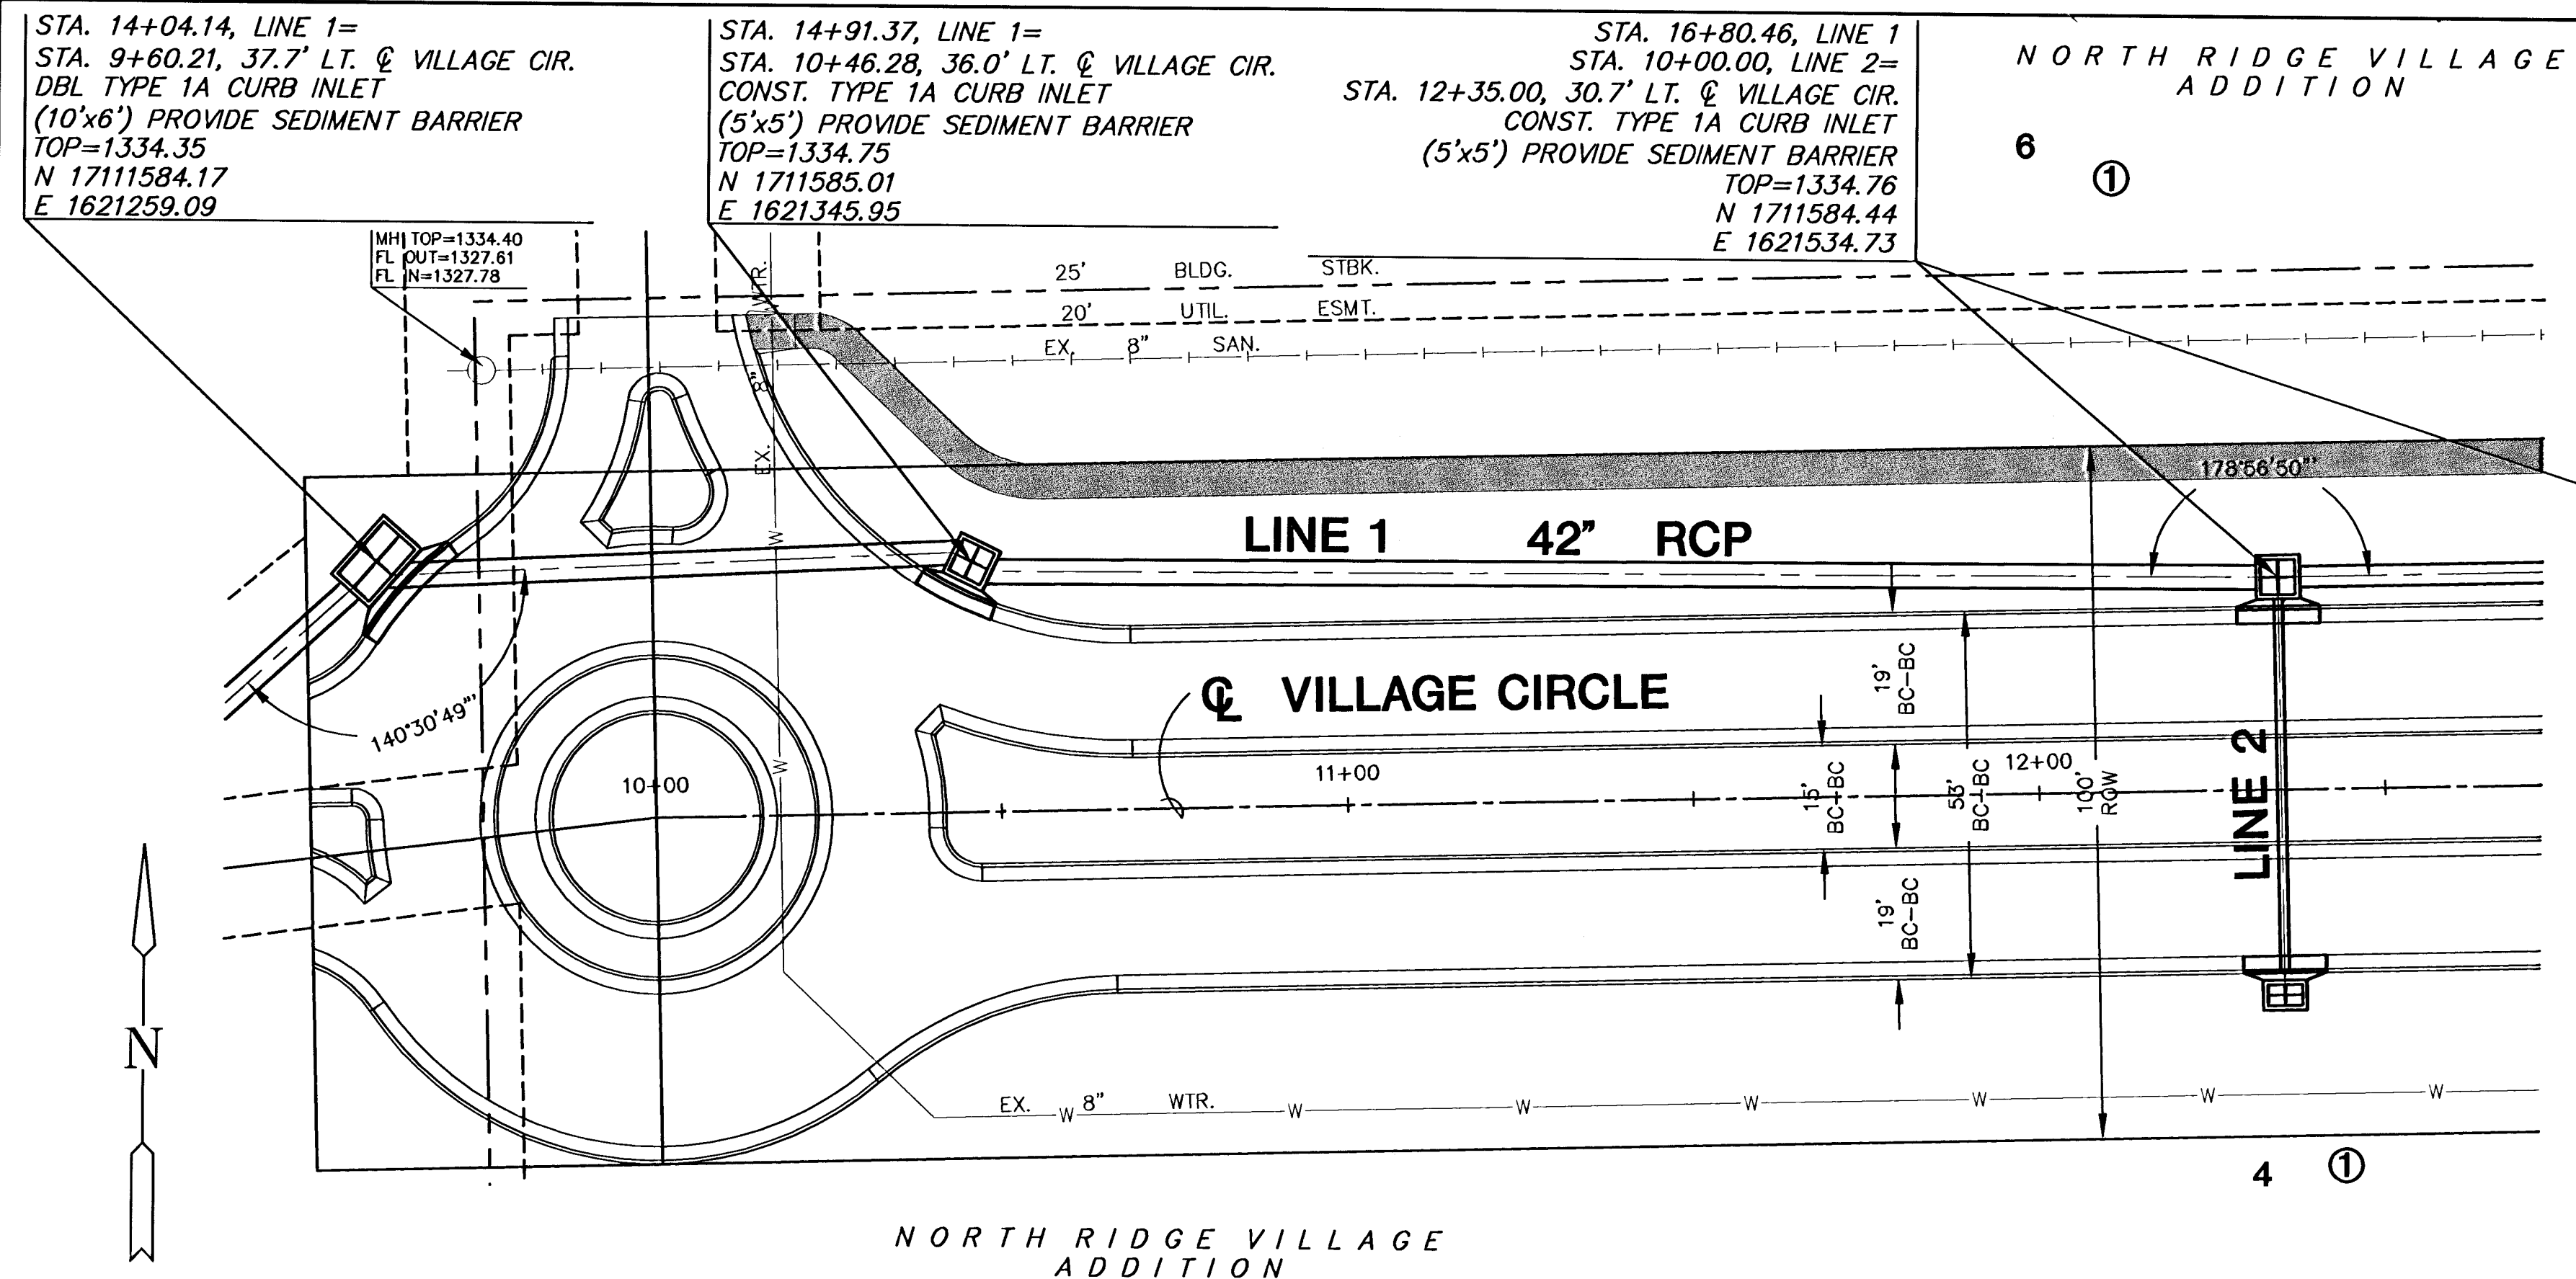 STA. 14+04.14, LINE 1=
STA. 9+60.21, 37.7' LT. ℄ VILLAGE CIR.
DBL TYPE 1A CURB INLET
(10'x6') PROVIDE SEDIMENT BARRIER
TOP=1334.35
N 17111584.17
E 1621259.09
STA. 14+91.37, LINE 1=
STA. 10+46.28, 36.0' LT. ℄ VILLAGE CIR.
CONST. TYPE 1A CURB INLET
(5'x5') PROVIDE SEDIMENT BARRIER
TOP=1334.75
N 1711585.01
E 1621345.95
STA. 16+80.46, LINE 1
STA. 10+00.00, LINE 2=
STA. 12+35.00, 30.7' LT. ℄ VILLAGE CIR.
CONST. TYPE 1A CURB INLET
(5'x5') PROVIDE SEDIMENT BARRIER
TOP=1334.76
N 1711584.44
E 1621534.73
NORTH RIDGE VILLAGE
ADDITION
6
①
MH TOP=1334.40
FL OUT=1327.61
FL IN=1327.78
25' BLDG. STBK.
20' UTIL. ESMT.
EX. 8" SAN.
EX. 8" WTR.
W
W
178°56'50"
LINE 1 42" RCP
℄ VILLAGE CIRCLE
140°30'49"
10+00
11+00
12+00
19'
BC-BC
15'
BC-BC
53'
BC-BC
100'
ROW
19'
BC-BC
LINE 2
N
EX. W 8" WTR. W W W W W W
4 ①
NORTH RIDGE VILLAGE
ADDITION